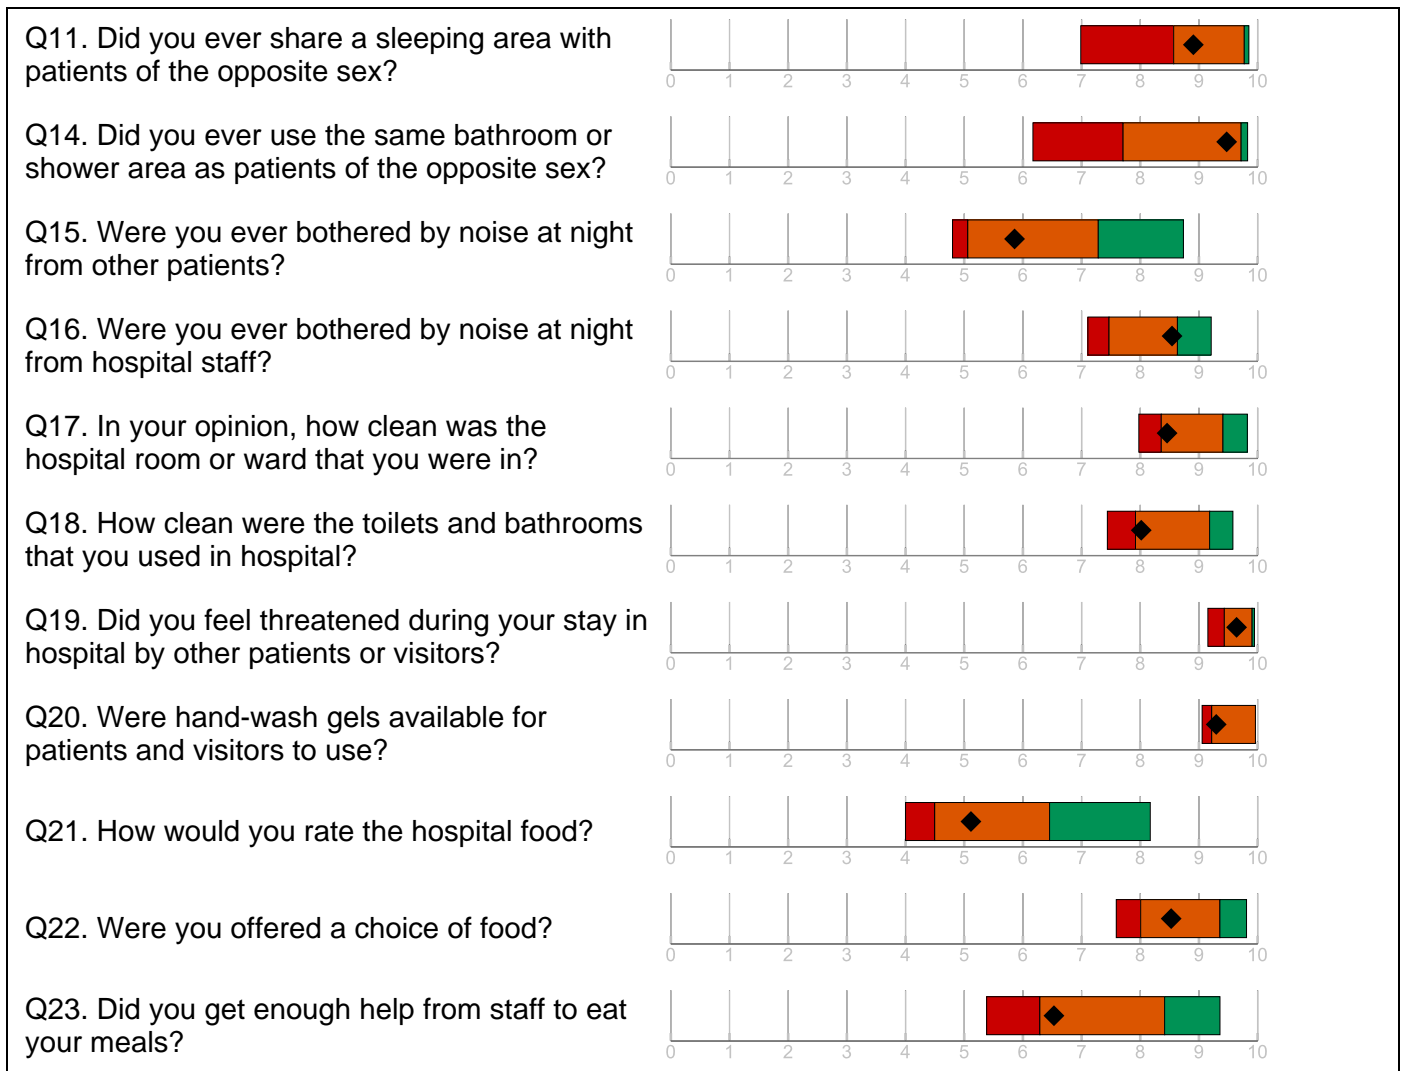 Q11. Did you ever share a sleeping area with
patients of the opposite sex?
0 1 2 3 4 5 6 7 8 9 10
Q14. Did you ever use the same bathroom or
shower area as patients of the opposite sex?
0 1 2 3 4 5 6 7 8 9 10
Q15. Were you ever bothered by noise at night
from other patients?
0 1 2 3 4 5 6 7 8 9 10
Q16. Were you ever bothered by noise at night
from hospital staff?
0 1 2 3 4 5 6 7 8 9 10
Q17. In your opinion, how clean was the
hospital room or ward that you were in?
0 1 2 3 4 5 6 7 8 9 10
Q18. How clean were the toilets and bathrooms
that you used in hospital?
0 1 2 3 4 5 6 7 8 9 10
Q19. Did you feel threatened during your stay in
hospital by other patients or visitors?
0 1 2 3 4 5 6 7 8 9 10
Q20. Were hand-wash gels available for
patients and visitors to use?
0 1 2 3 4 5 6 7 8 9 10
Q21. How would you rate the hospital food?
0 1 2 3 4 5 6 7 8 9 10
Q22. Were you offered a choice of food?
0 1 2 3 4 5 6 7 8 9 10
Q23. Did you get enough help from staff to eat
your meals?
0 1 2 3 4 5 6 7 8 9 10